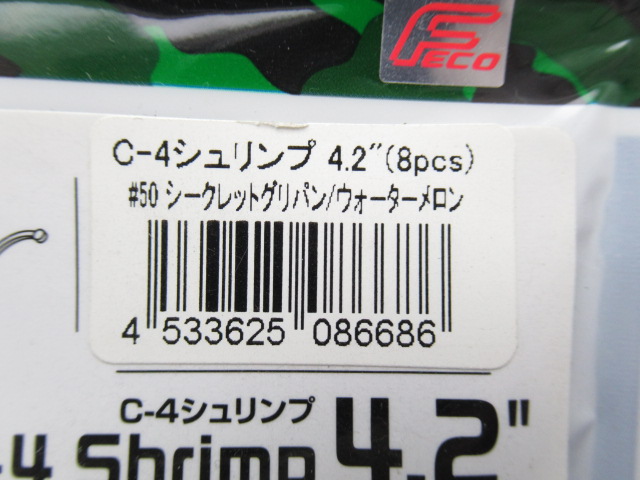 FECO
C-4シュリンプ 4.2″(8pcs)
#50 シークレットグリパン/ウォーターメロン
4 533625 086686
C-4シュリンプ
-4 Shrimp 4.2"